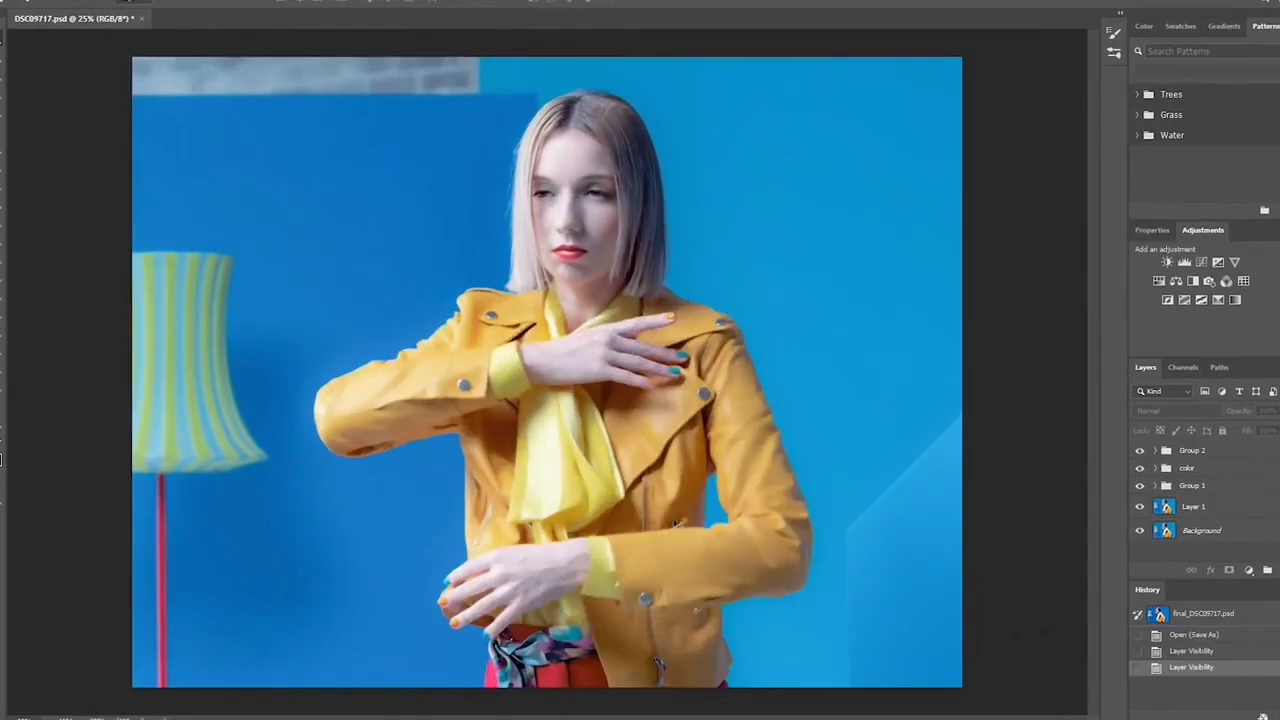 DSC09717.psd @ 25% (RGB/8*) *
Color Swatches Gradients Patterns
Search Patterns
Trees
Grass
Water
Properties Adjustments
Add an adjustment
Layers Channels Paths
Kind
Normal Opacity: 100%
Lock: Fill: 100%
Group 2
color
Group 1
Layer 1
Background
History
final_DSC09717.psd
Open (Save As)
Layer Visibility
Layer Visibility